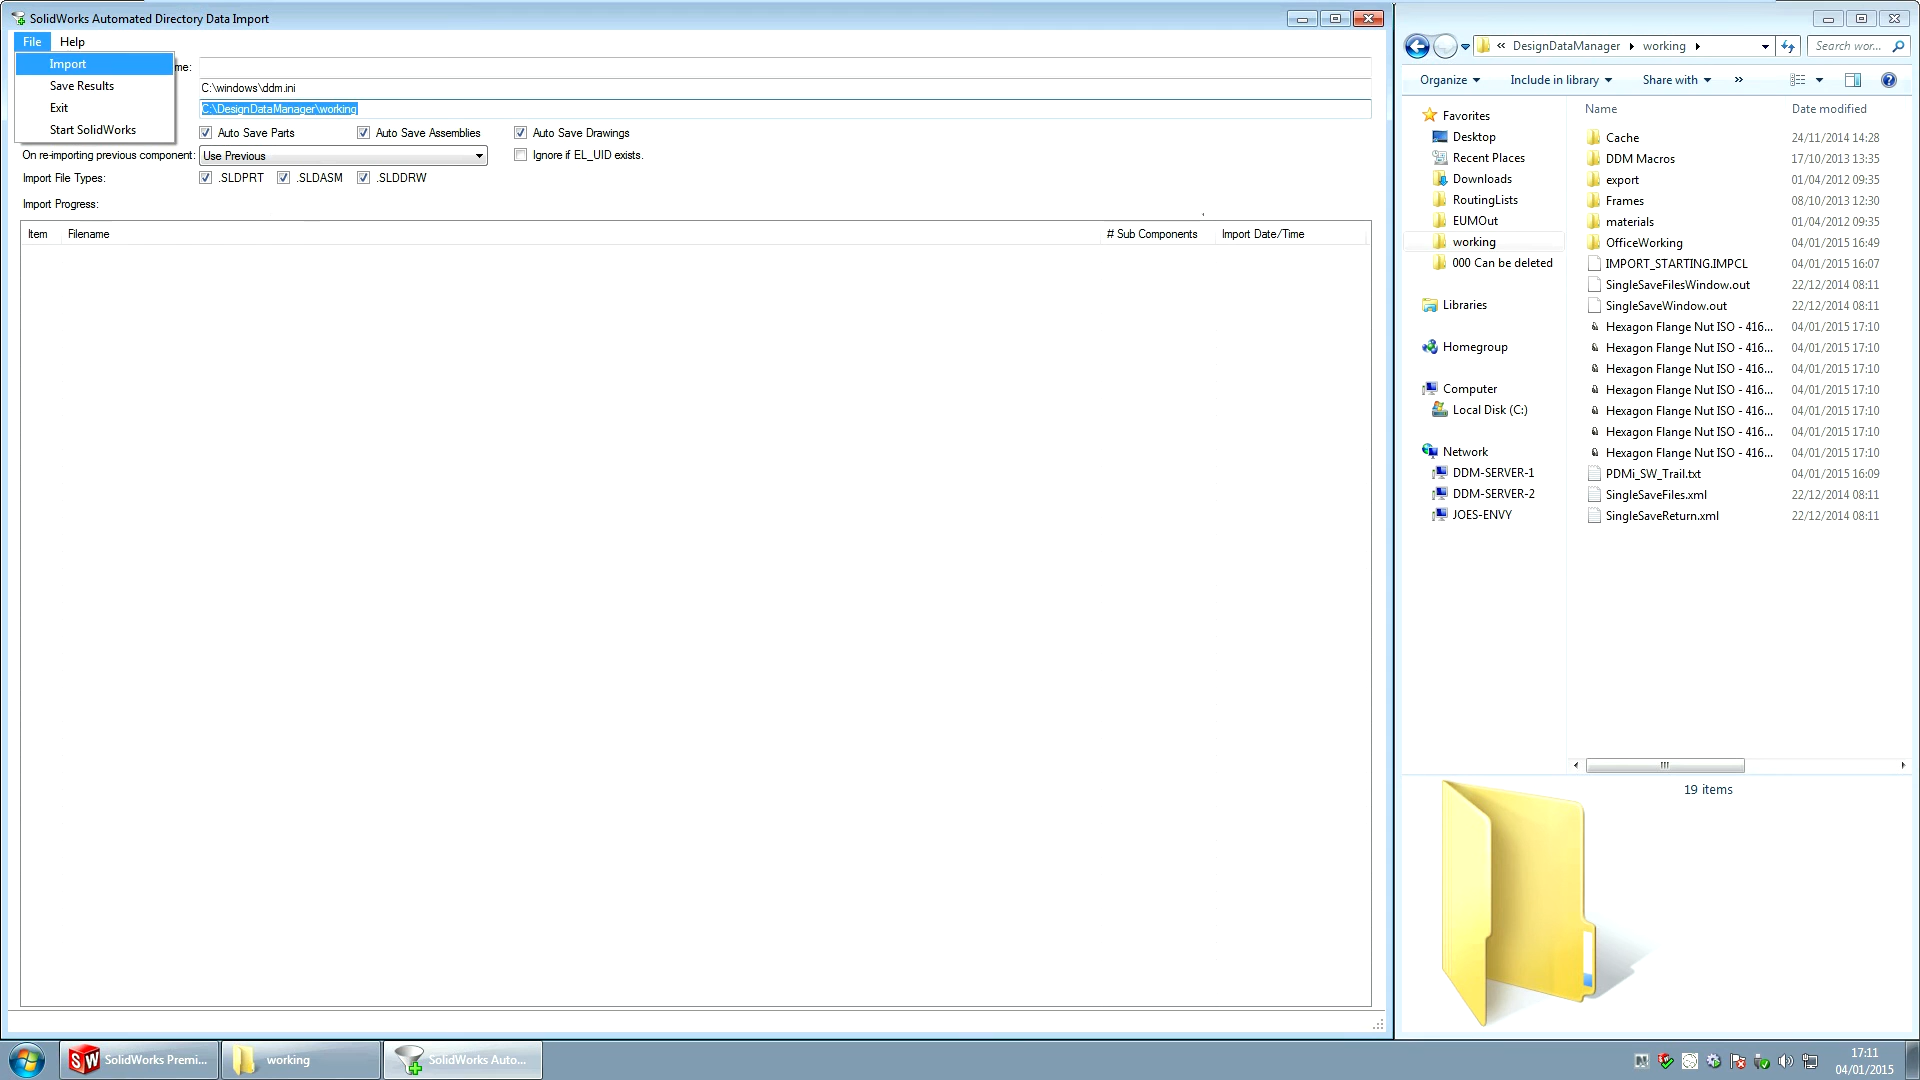 SolidWorks Automated Directory Data Import
File Help
Import
me:
Save Results
C:\windows\ddm.ini
Exit
C:\DesignDataManager\working
Start SolidWorks
Auto Save Parts
Auto Save Assemblies
Auto Save Drawings
On re-importing previous component:
Use Previous
Ignore if EL_UID exists.
Import File Types:
.SLDPRT
.SLDASM
.SLDDRW
Import Progress:
Item Filename # Sub Components Import Date/Time
« DesignDataManager working
Search wor...
Organize Include in library Share with »
Favorites
Desktop
Recent Places
Downloads
RoutingLists
EUMOut
working
000 Can be deleted
Libraries
Homegroup
Computer
Local Disk (C:)
Network
DDM-SERVER-1
DDM-SERVER-2
JOES-ENVY
Name Date modified
Cache 24/11/2014 14:28
DDM Macros 17/10/2013 13:35
export 01/04/2012 09:35
Frames 08/10/2013 12:30
materials 01/04/2012 09:35
OfficeWorking 04/01/2015 16:49
IMPORT_STARTING.IMPCL 04/01/2015 16:07
SingleSaveFilesWindow.out 22/12/2014 08:11
SingleSaveWindow.out 22/12/2014 08:11
Hexagon Flange Nut ISO - 416... 04/01/2015 17:10
Hexagon Flange Nut ISO - 416... 04/01/2015 17:10
Hexagon Flange Nut ISO - 416... 04/01/2015 17:10
Hexagon Flange Nut ISO - 416... 04/01/2015 17:10
Hexagon Flange Nut ISO - 416... 04/01/2015 17:10
Hexagon Flange Nut ISO - 416... 04/01/2015 17:10
Hexagon Flange Nut ISO - 416... 04/01/2015 17:10
PDMi_SW_Trail.txt 04/01/2015 16:09
SingleSaveFiles.xml 22/12/2014 08:11
SingleSaveReturn.xml 22/12/2014 08:11
19 items
SW SolidWorks Premi...
working
SolidWorks Auto...
17:11
04/01/2015